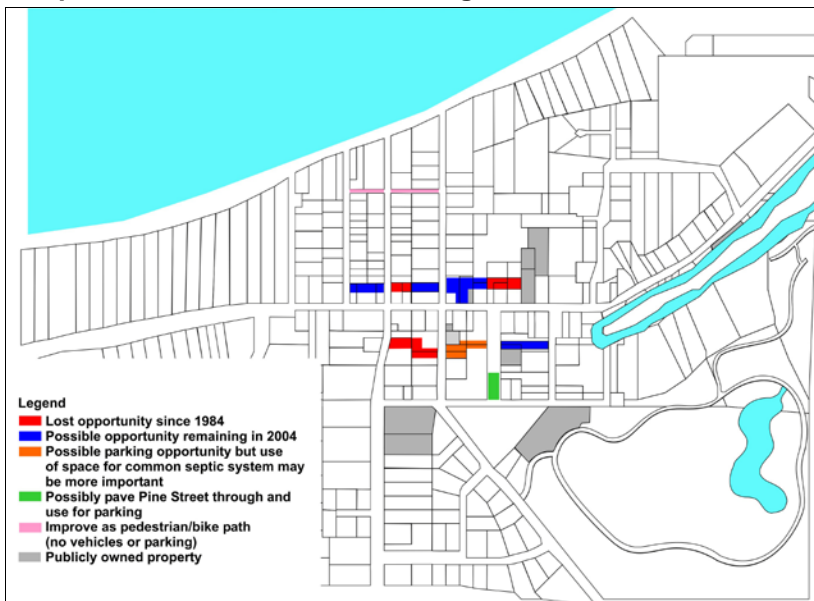 Legend
Lost opportunity since 1984
Possible opportunity remaining in 2004
Possible parking opportunity but use
of space for common septic system may
be more important
Possibly pave Pine Street through and
use for parking
Improve as pedestrian/bike path
(no vehicles or parking)
Publicly owned property